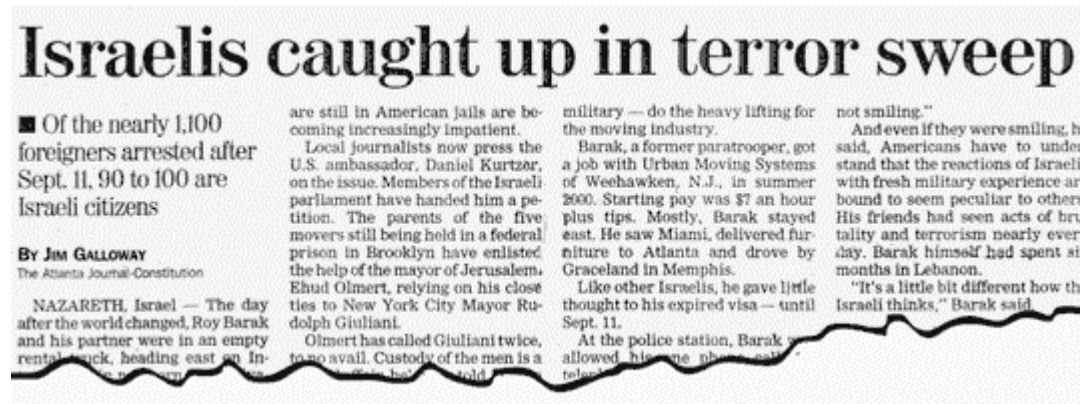 Israelis caught up in terror sweep
■ Of the nearly 1,100
foreigners arrested after
Sept. 11, 90 to 100 are
Israeli citizens
BY JIM GALLOWAY
The Atlanta Journal-Constitution
NAZARETH, Israel — The day
after the world changed, Roy Barak
and his partner were in an empty
rental truck, heading east on In-
are still in American jails are be-
coming increasingly impatient.
Local journalists now press the
U.S. ambassador, Daniel Kurtzer,
on the issue. Members of the Israeli
parliament have handed him a pe-
tition. The parents of the five
movers still being held in a federal
prison in Brooklyn have enlisted
the help of the mayor of Jerusalem,
Ehud Olmert, relying on his close
ties to New York City Mayor Ru-
dolph Giuliani.
Olmert has called Giuliani twice,
to no avail. Custody of the men is a
told
military — do the heavy lifting for
the moving industry.
Barak, a former paratrooper, got
a job with Urban Moving Systems
of Weehawken, N.J., in summer
2000. Starting pay was $7 an hour
plus tips. Mostly, Barak stayed
east. He saw Miami, delivered fur-
niture to Atlanta and drove by
Graceland in Memphis.
Like other Israelis, he gave little
thought to his expired visa — until
Sept. 11.
At the police station, Barak
allowed his one phone
not smiling."
And even if they were smiling, h
said, Americans have to under
stand that the reactions of Israeli
with fresh military experience ar
bound to seem peculiar to others
His friends had seen acts of bru
tality and terrorism nearly ever
day. Barak himself had spent si
months in Lebanon.
"It's a little bit different how th
Israeli thinks," Barak said